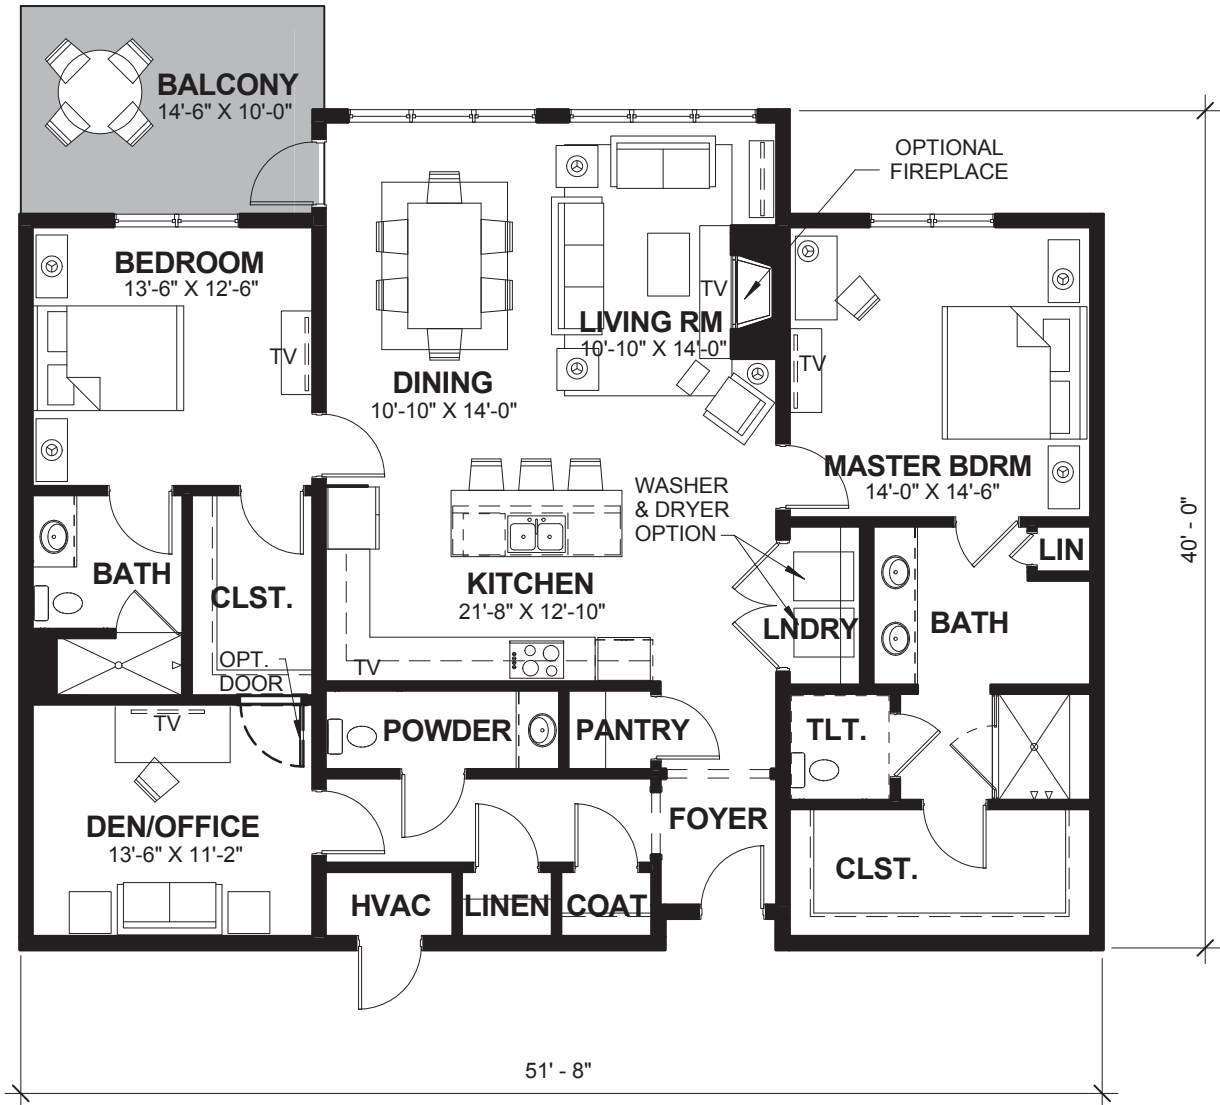 BALCONY
14'-6" X 10'-0"
OPTIONAL
FIREPLACE
BEDROOM
13'-6" X 12'-6"
TV
TV
LIVING RM
10'-10" X 14'-0"
TV
DINING
10'-10" X 14'-0"
MASTER BDRM
14'-0" X 14'-6"
WASHER
& DRYER
OPTION
40' - 0"
LIN
BATH
CLST.
KITCHEN
21'-8" X 12'-10"
LNDRY
BATH
OPT.
DOOR
TV
TV
POWDER
PANTRY
TLT.
DEN/OFFICE
13'-6" X 11'-2"
FOYER
CLST.
HVAC
LINEN
COAT
51' - 8"